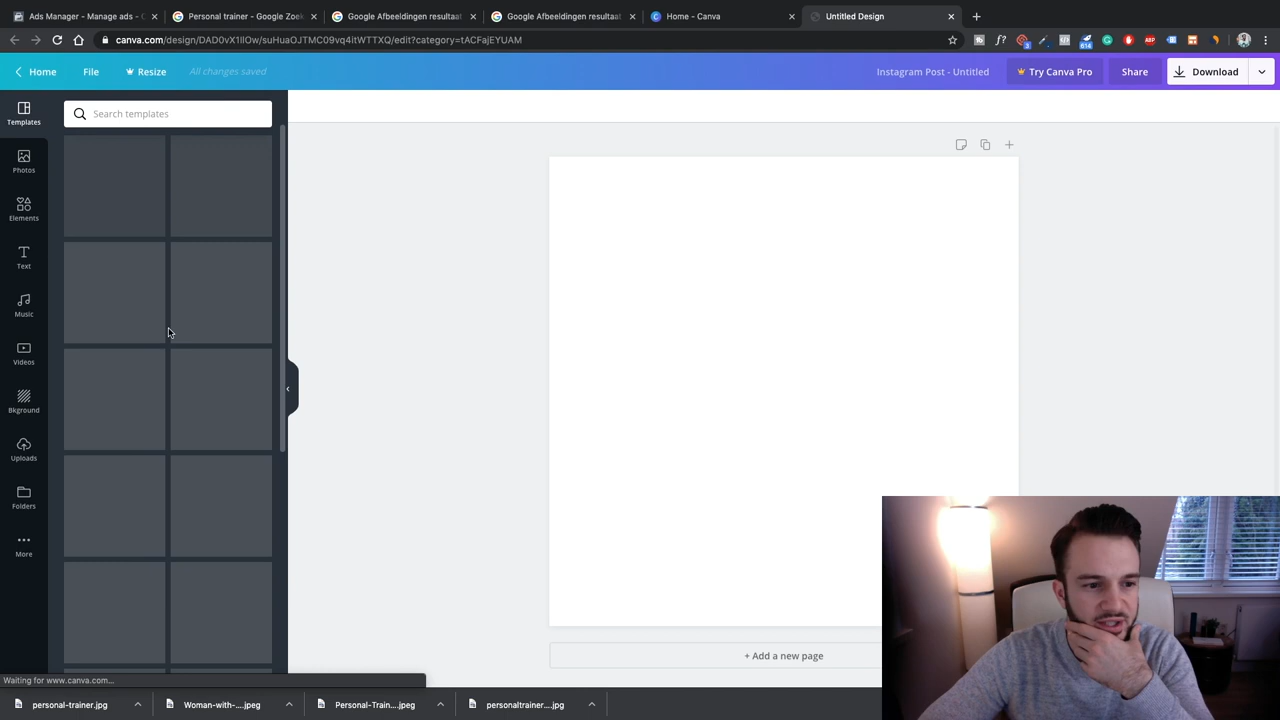 Ads Manager - Manage ads - C
Personal trainer - Google Zoek
Google Afbeeldingen resultaat
Google Afbeeldingen resultaat
Home - Canva
Untitled Design
canva.com/design/DAD0vX1iIOw/suHuaOJTMC09vq4itWTTXQ/edit?category=tACFajEYUAM
Home
File
Resize
All changes saved
Instagram Post - Untitled
Try Canva Pro
Share
Download
Templates
Search templates
Photos
Elements
Text
Music
Videos
Bkground
Uploads
Folders
More
+ Add a new page
Waiting for www.canva.com...
personal-trainer.jpg
Woman-with-....jpeg
Personal-Train....jpeg
personaltrainer....jpg